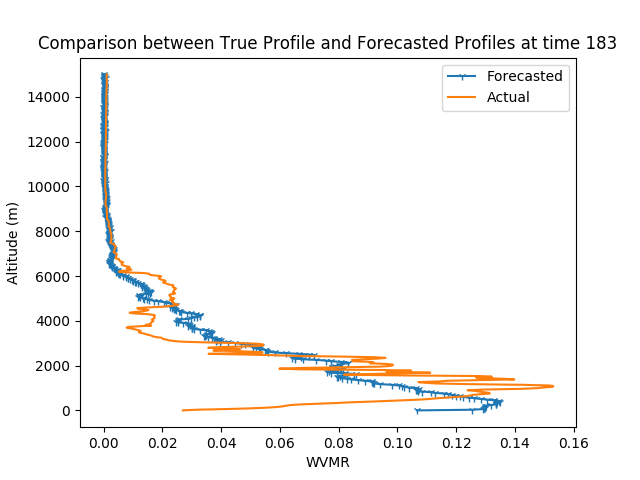 Comparison between True Profile and Forecasted Profiles at time 183
Forecasted
Actual
Altitude (m)
14000
12000
10000
8000
6000
4000
2000
0
0.00 0.02 0.04 0.06 0.08 0.10 0.12 0.14 0.16
WVMR